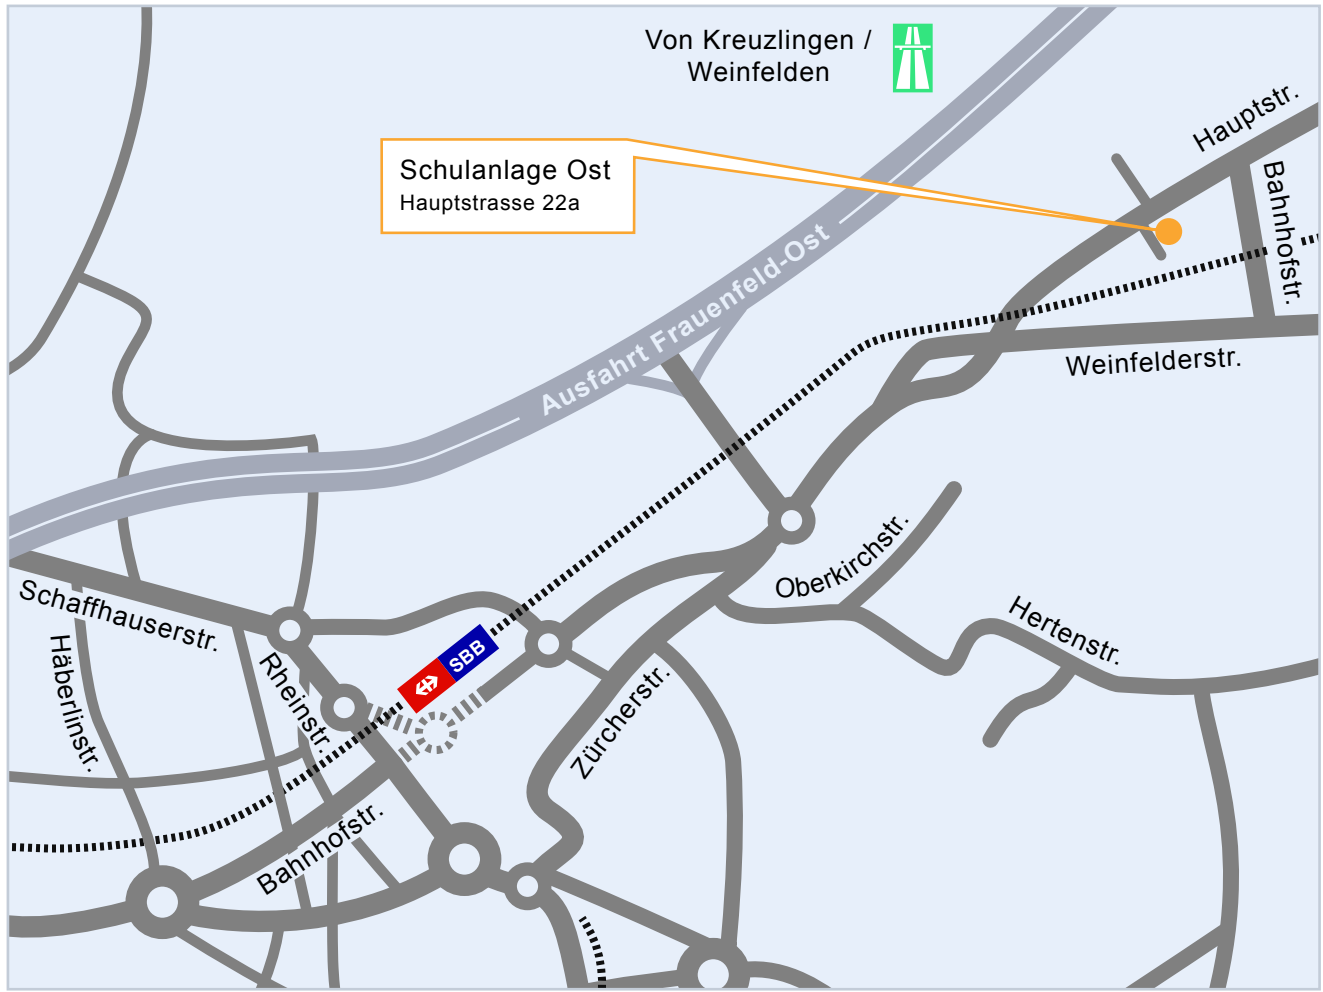 Von Kreuzlingen /
Weinfelden
Schulanlage Ost
Hauptstrasse 22a
Hauptstr.
Bahnhofstr.
Ausfahrt Frauenfeld-Ost
Weinfelderstr.
Oberkirchstr.
Hertenstr.
Schaffhauserstr.
Häberlinstr.
Rheinstr.
SBB
Zürcherstr.
Bahnhofstr.